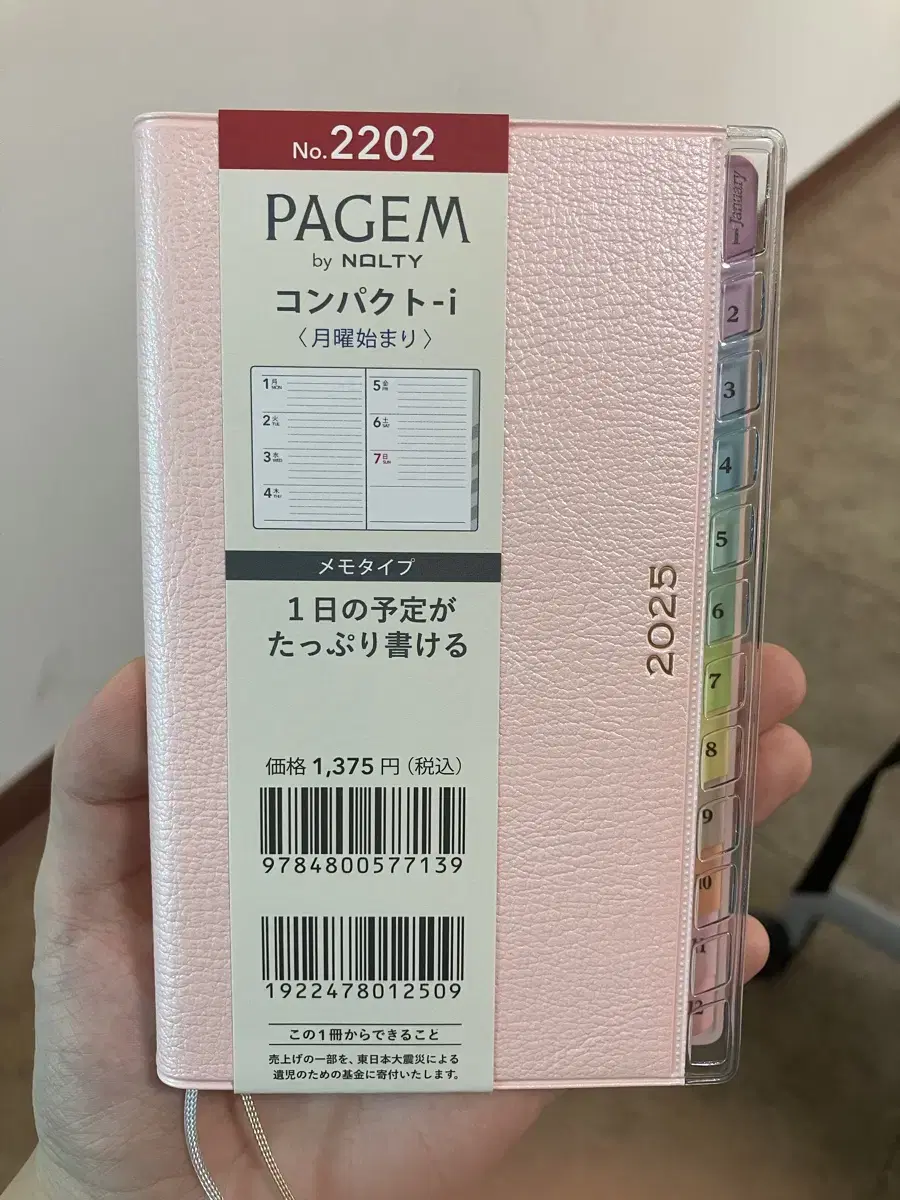 No.2202
PAGEM
by NOLTY
コンパクト-i
〈月曜始まり〉
1月 MON
2火 TUE
3水 WED
4木 THU
5金 FRI
6土 SAT
7日 SUN
メモタイプ
1日の予定が
たっぷり書ける
価格 1,375 円(税込)
9784800577139
1922478012509
この1冊からできること
売上げの一部を、東日本大震災による
遺児のための基金に寄付いたします。
2025
January
2
3
4
5
6
7
8
9
10
11
12